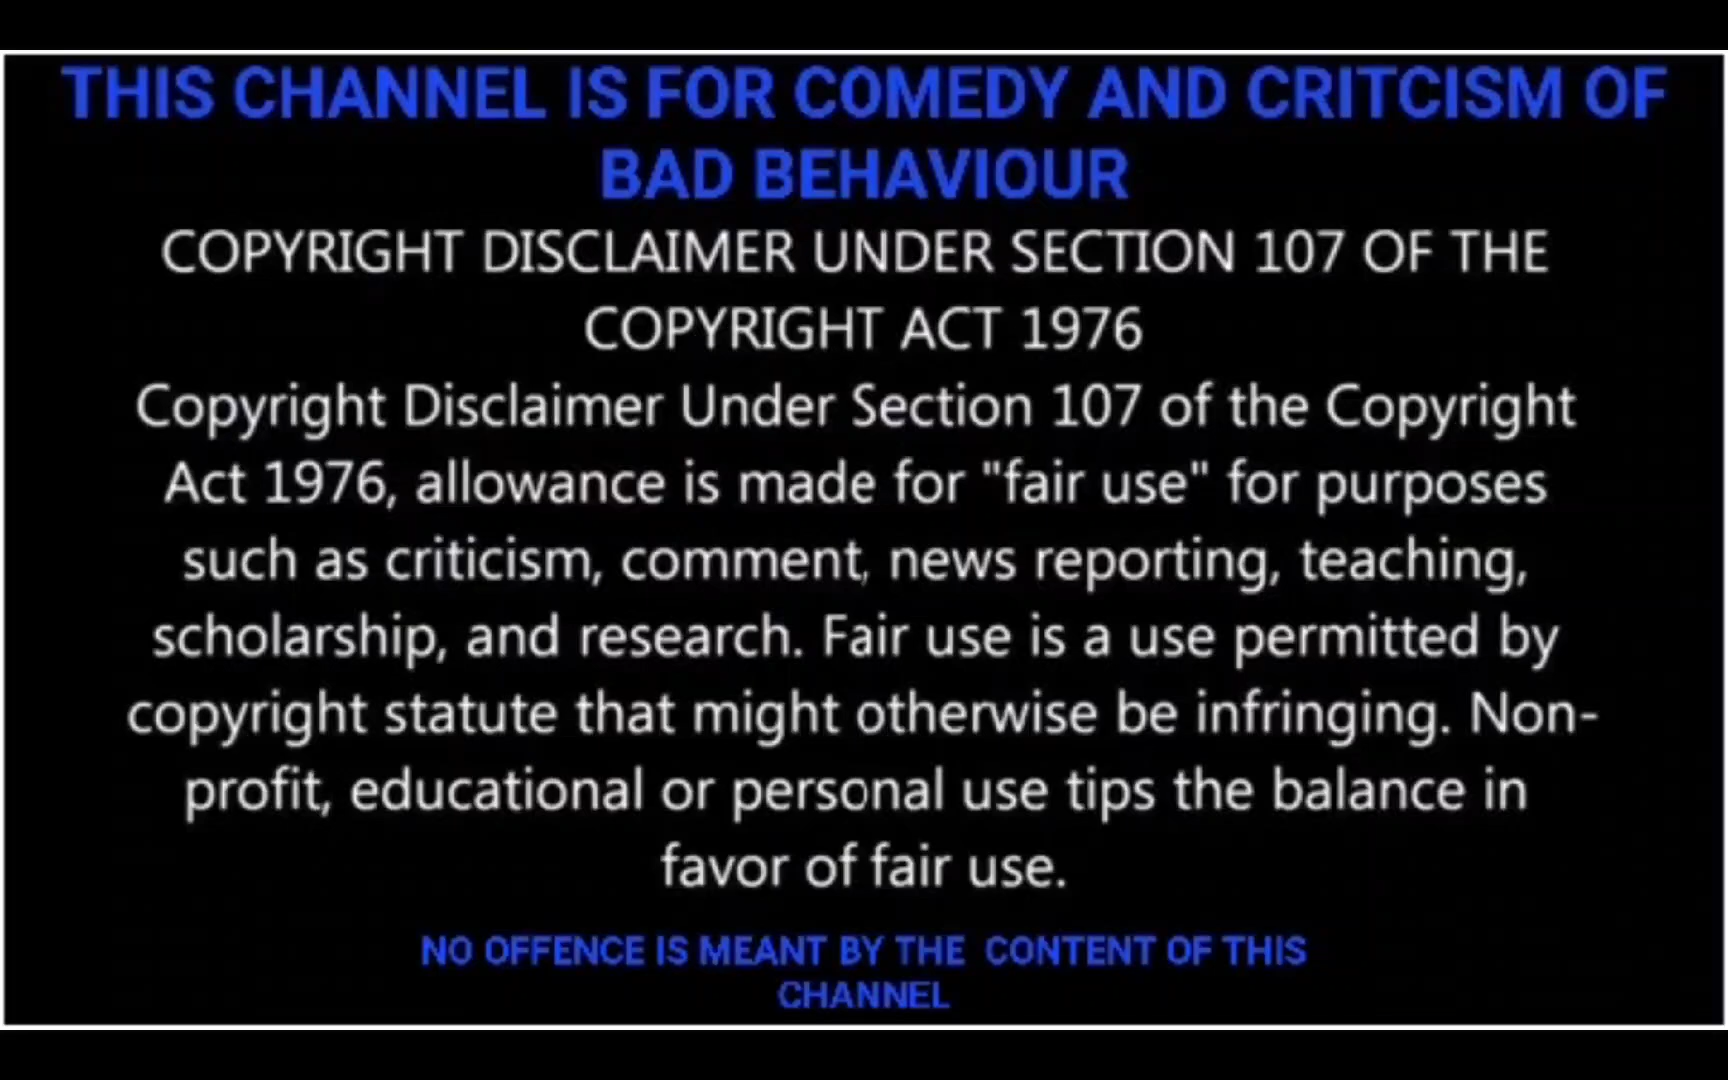 THIS CHANNEL IS FOR COMEDY AND CRITCISM OF
BAD BEHAVIOUR
COPYRIGHT DISCLAIMER UNDER SECTION 107 OF THE
COPYRIGHT ACT 1976
Copyright Disclaimer Under Section 107 of the Copyright
Act 1976, allowance is made for "fair use" for purposes
such as criticism, comment, news reporting, teaching,
scholarship, and research. Fair use is a use permitted by
copyright statute that might otherwise be infringing. Non-
profit, educational or personal use tips the balance in
favor of fair use.
NO OFFENCE IS MEANT BY THE CONTENT OF THIS
CHANNEL